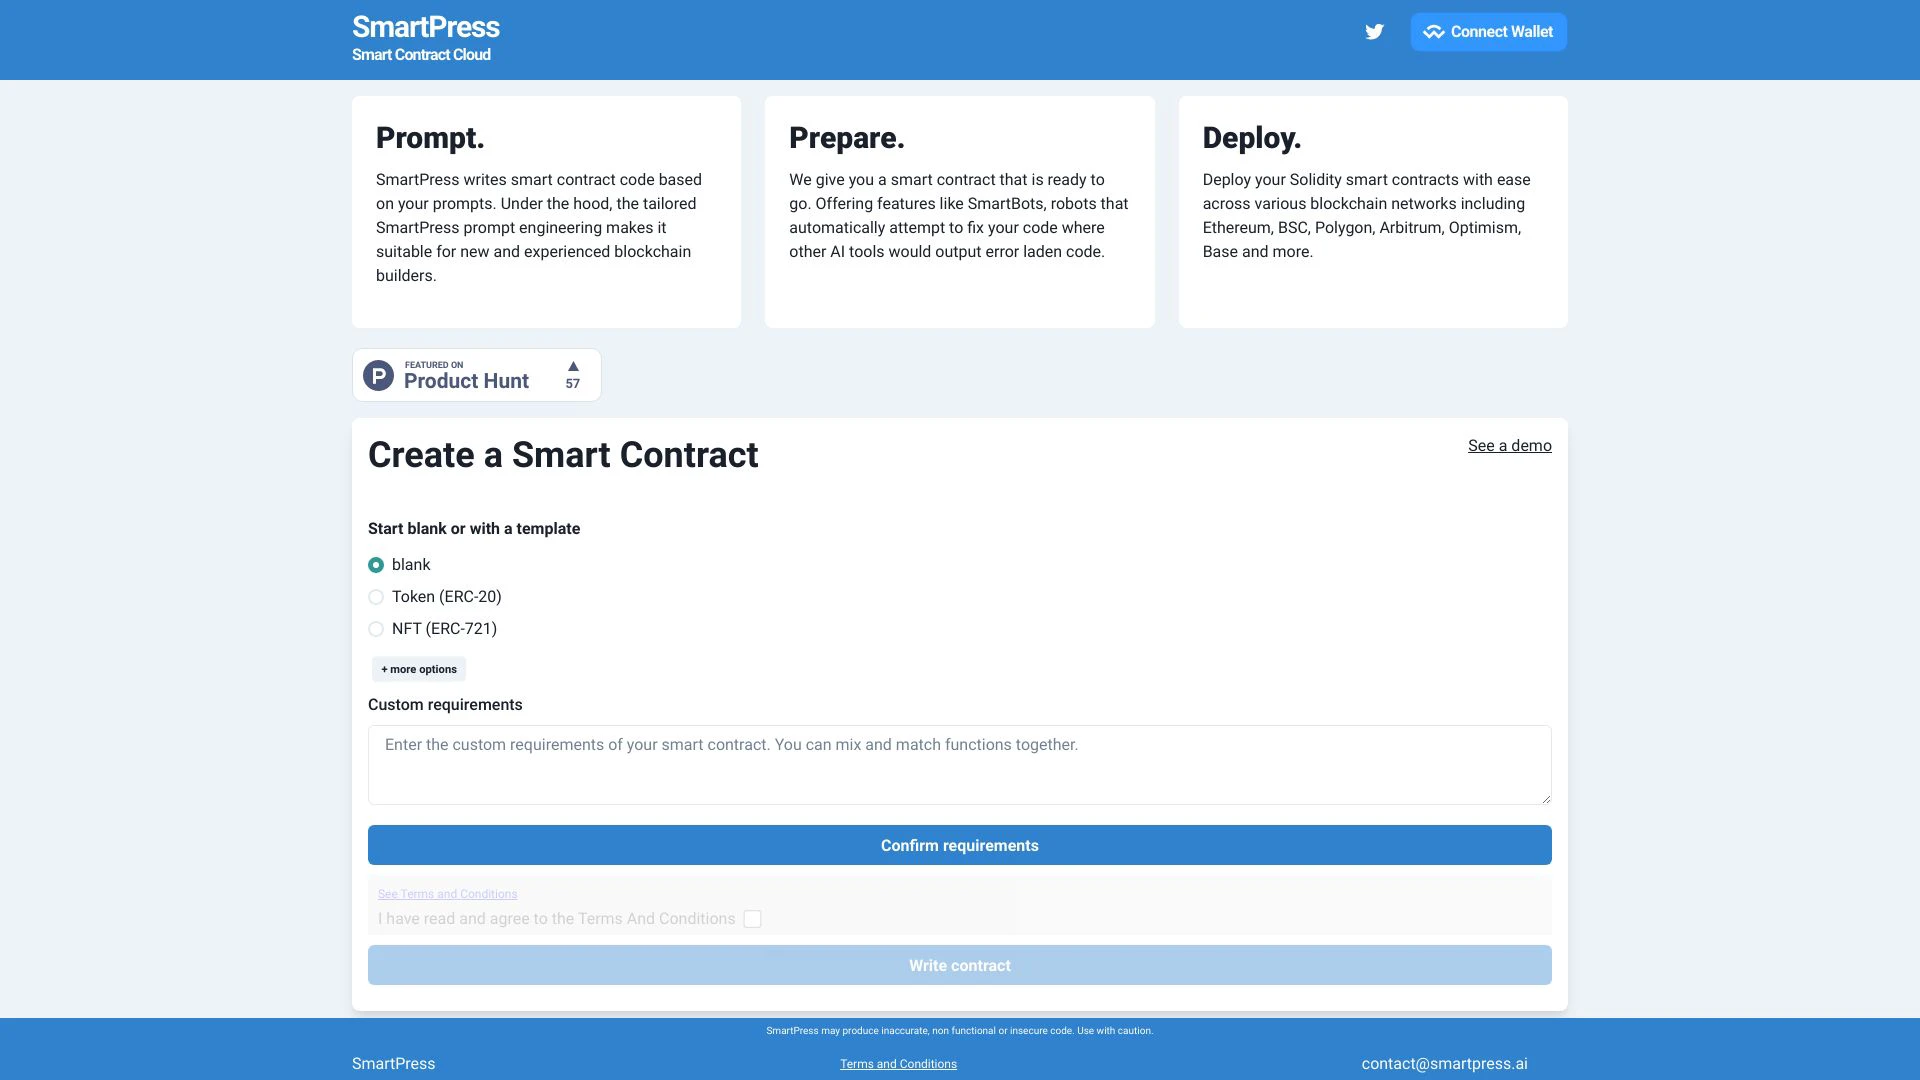 SmartPress
Smart Contract Cloud
Connect Wallet
Prompt.
SmartPress writes smart contract code based
on your prompts. Under the hood, the tailored
SmartPress prompt engineering makes it
suitable for new and experienced blockchain
builders.
Prepare.
We give you a smart contract that is ready to
go. Offering features like SmartBots, robots that
automatically attempt to fix your code where
other AI tools would output error laden code.
Deploy.
Deploy your Solidity smart contracts with ease
across various blockchain networks including
Ethereum, BSC, Polygon, Arbitrum, Optimism,
Base and more.
P
FEATURED ON
Product Hunt
57
Create a Smart Contract
See a demo
Start blank or with a template
blank
Token (ERC-20)
NFT (ERC-721)
+ more options
Custom requirements
Enter the custom requirements of your smart contract. You can mix and match functions together.
Confirm requirements
See Terms and Conditions
I have read and agree to the Terms And Conditions
Write contract
SmartPress may produce inaccurate, non functional or insecure code. Use with caution.
SmartPress
Terms and Conditions
contact@smartpress.ai